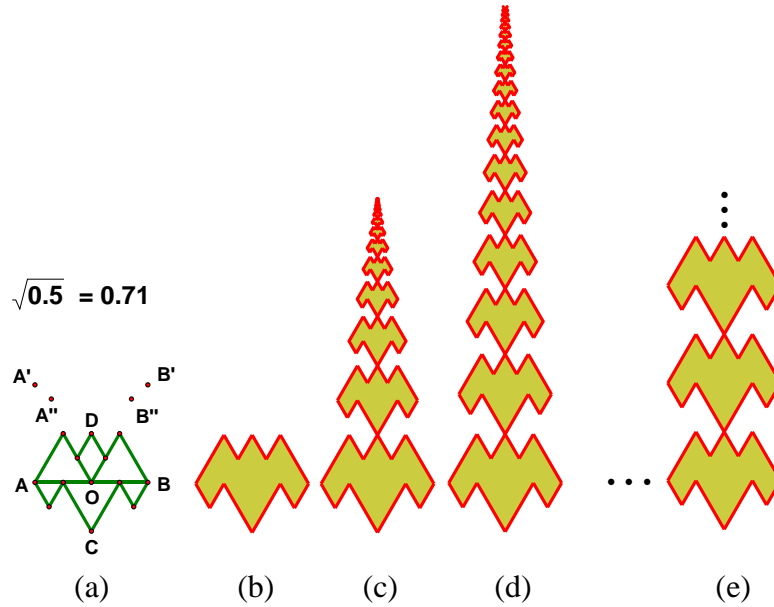 √0.5 = 0.71
A' B'
A'' B''
D
A O B
C
(a) (b) (c) (d) (e)